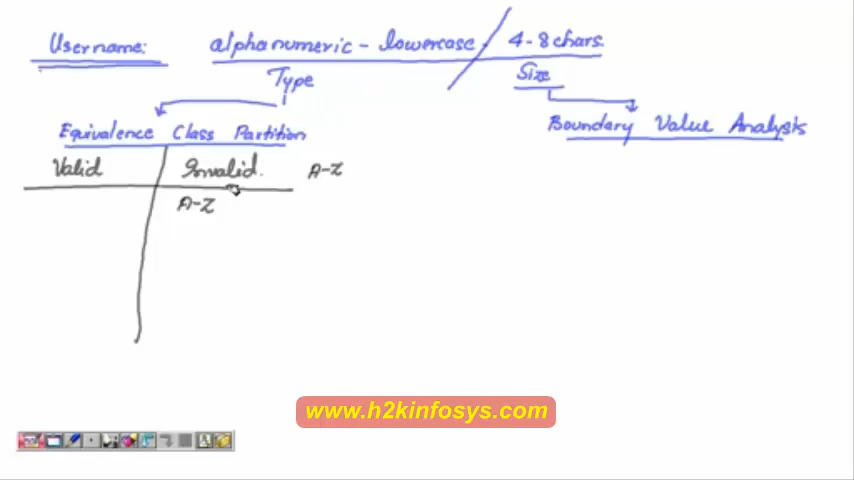 Username: alphanumeric - lowercase. / 4-8 chars.
Type
Size
Equivalence Class Partition
Boundary Value Analysis
Valid
Invalid.
A-Z
A-Z
www.h2kinfosys.com